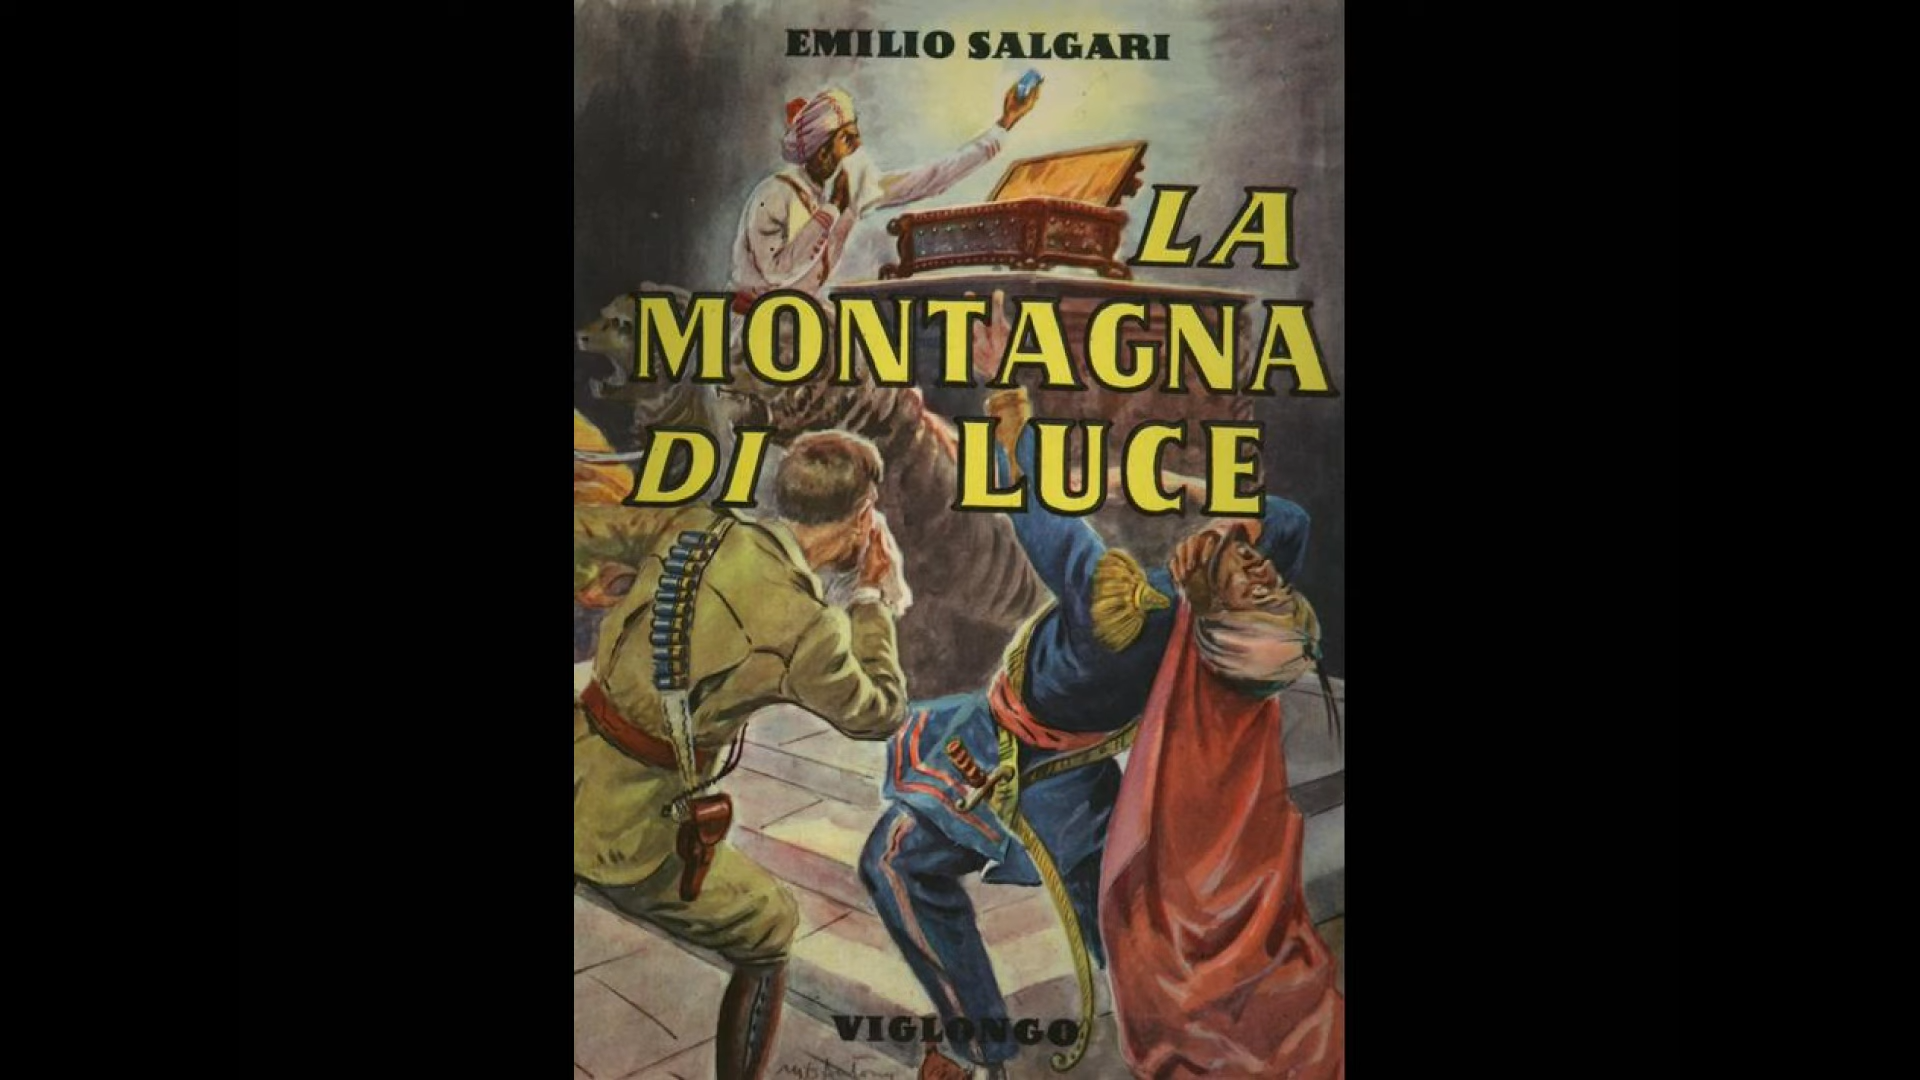 EMILIO SALGARI
LA
MONTAGNA
DI LUCE
VIGLONGO